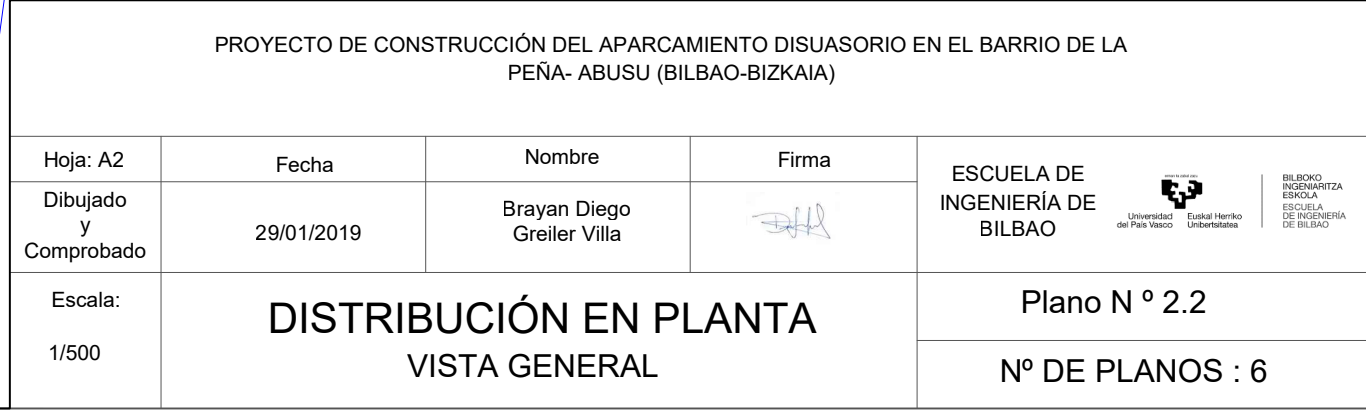 PROYECTO DE CONSTRUCCIÓN DEL APARCAMIENTO DISUASORIO EN EL BARRIO DE LA
PEÑA- ABUSU (BILBAO-BIZKAIA)
Hoja: A2
Fecha
Nombre
Firma
Dibujado
y
Comprobado
29/01/2019
Brayan Diego
Greiler Villa
ESCUELA DE
INGENIERÍA DE
BILBAO
Universidad
del País Vasco
Euskal Herriko
Unibertsitatea
BILBOKO
INGENIARITZA
ESKOLA
ESCUELA
DE INGENIERÍA
DE BILBAO
Escala:
1/500
DISTRIBUCIÓN EN PLANTA
VISTA GENERAL
Plano N º 2.2
Nº DE PLANOS : 6